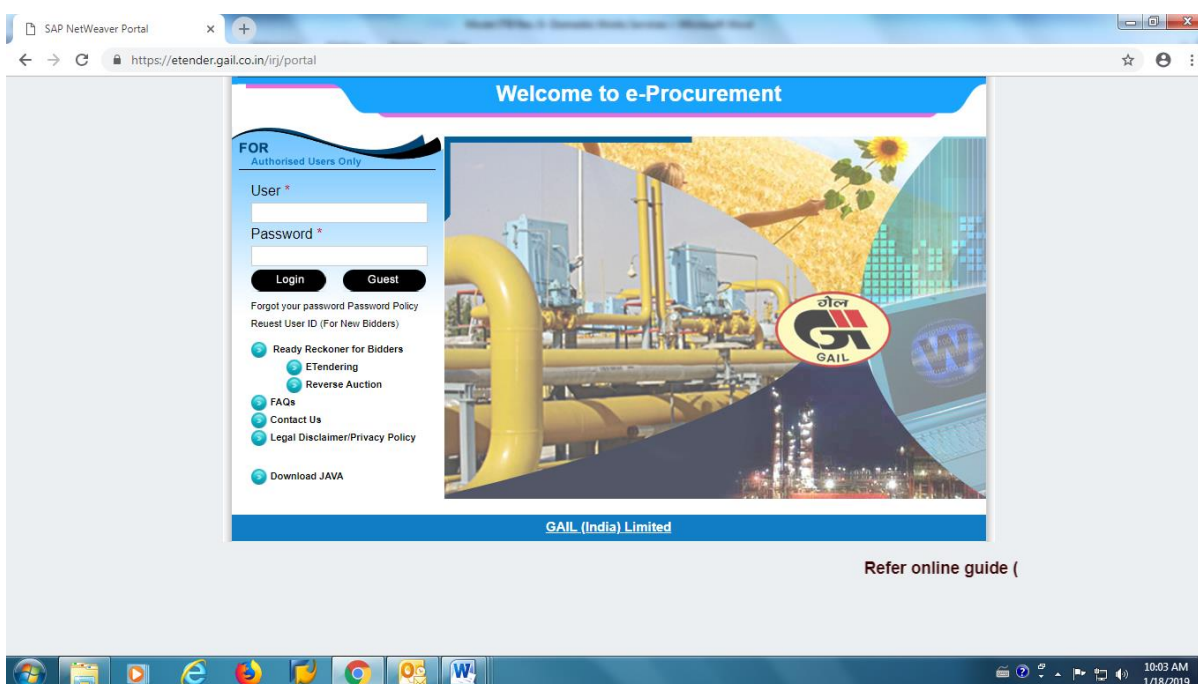 SAP NetWeaver Portal
https://etender.gail.co.in/irj/portal
Welcome to e-Procurement
FOR
Authorised Users Only
User *
Password *
Login Guest
Forgot your password Password Policy
Reuest User ID (For New Bidders)
Ready Reckoner for Bidders
ETendering
Reverse Auction
FAQs
Contact Us
Legal Disclaimer/Privacy Policy
Download JAVA
गेल
GAIL
W
GAIL (India) Limited
Refer online guide (
10:03 AM
1/18/2019